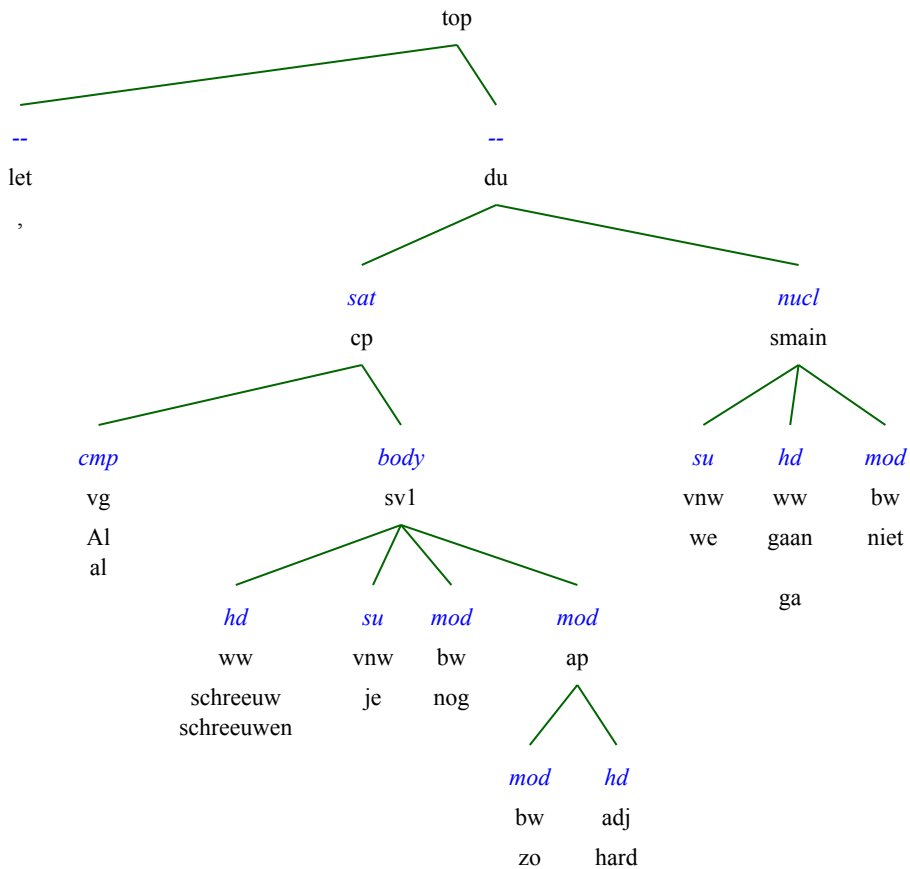 top
-- --
let du
,
sat nucl
cp smain
cmp body su hd mod
vg sv1 vnw ww bw
Al we gaan niet
al
ga
hd su mod mod
ww vnw bw ap
schreeuw je nog
schreeuwen
mod hd
bw adj
zo hard